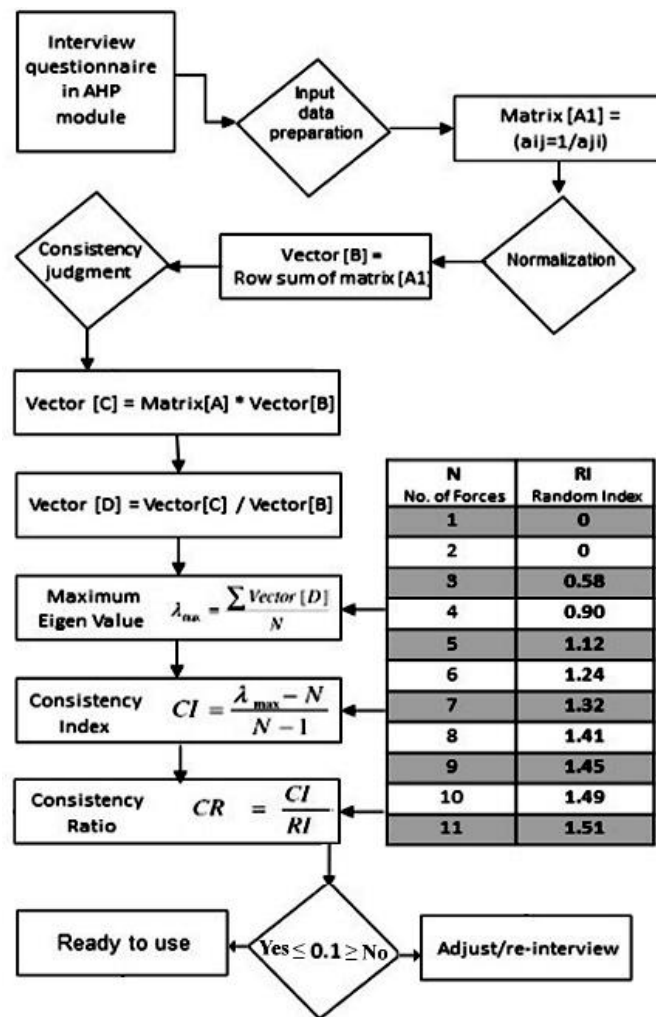 Interview
questionnaire
in AHP
module
Input
data
preparation
Matrix [A1] =
(aij=1/aji)
Normalization
Vector [B] =
Row sum of matrix [A1]
Consistency
judgment
Vector [C] = Matrix[A] * Vector[B]
Vector [D] = Vector[C] / Vector[B]
Maximum
Eigen Value
λmax = ∑ Vector [D] / N
Consistency
Index
CI = λmax − N / N − 1
Consistency
Ratio
CR = CI / RI
N RI
No. of Forces Random Index
1 0
2 0
3 0.58
4 0.90
5 1.12
6 1.24
7 1.32
8 1.41
9 1.45
10 1.49
11 1.51
Ready to use
Yes ≤ 0.1 ≥ No
Adjust/re-interview